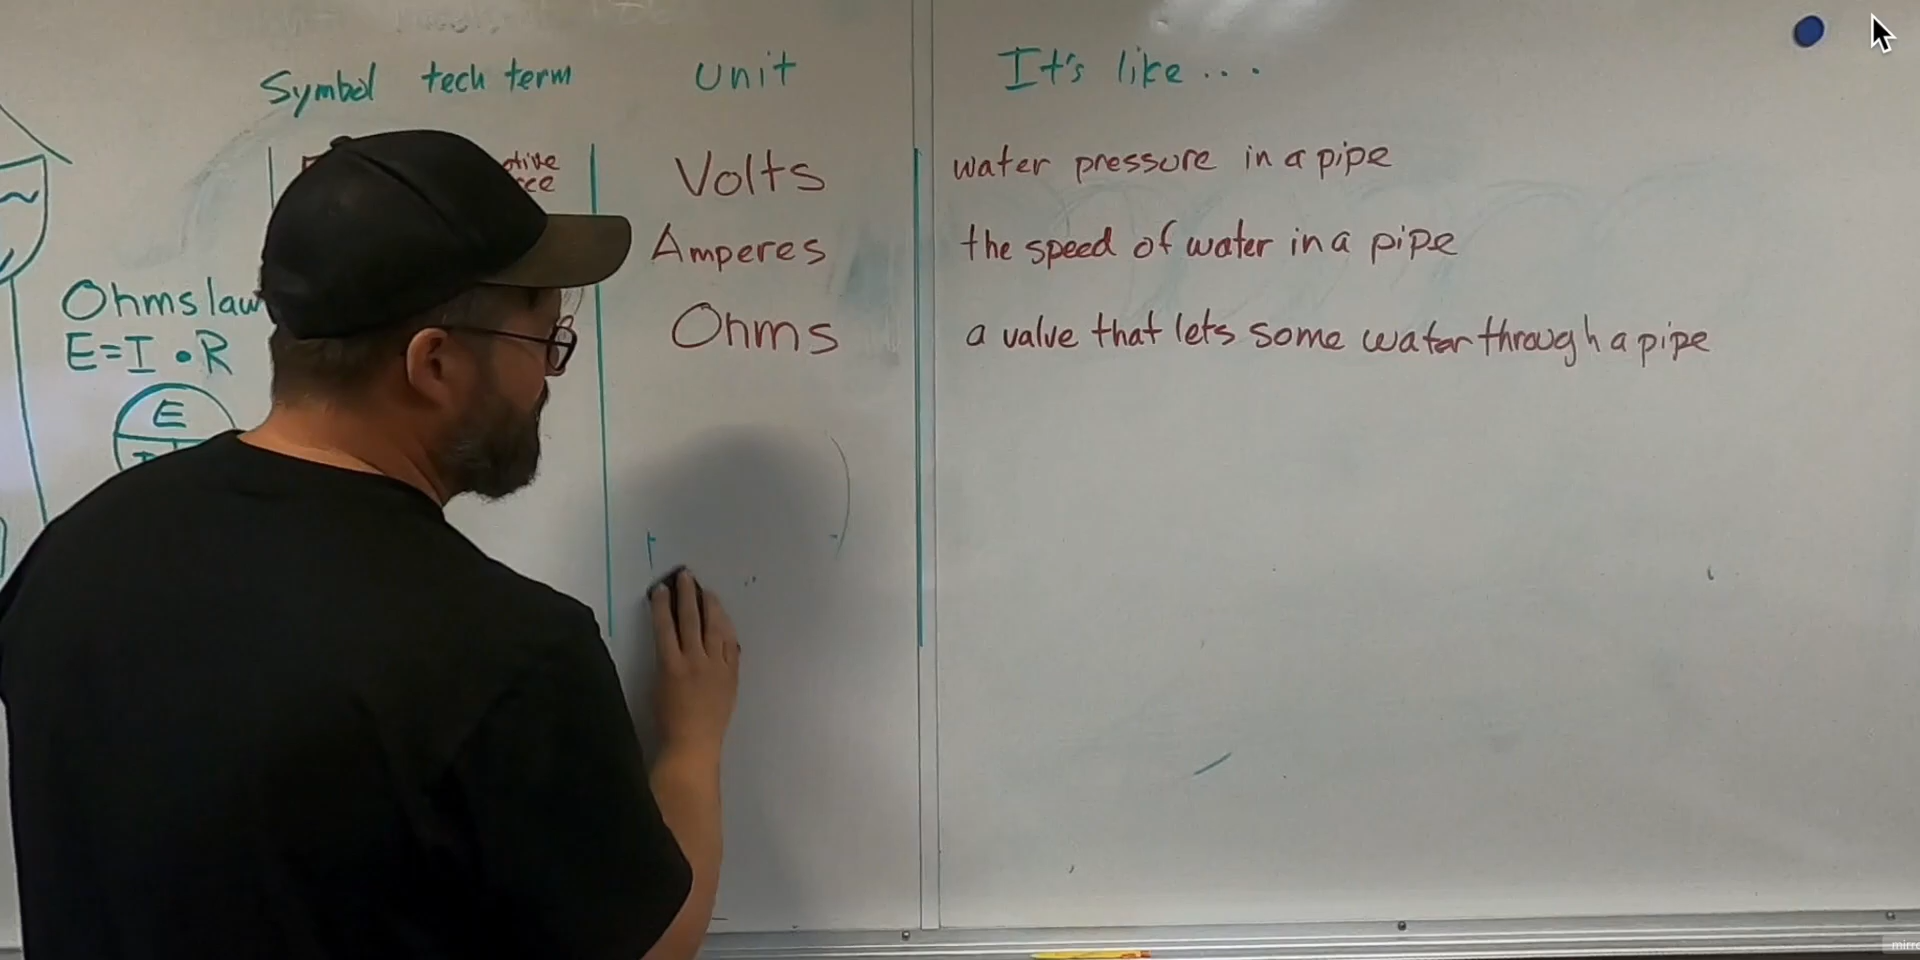 Symbol tech term unit It's like...
Volts water pressure in a pipe
Amperes the speed of water in a pipe
Ohms law
E=I•R
Ohms a valve that lets some water through a pipe
E